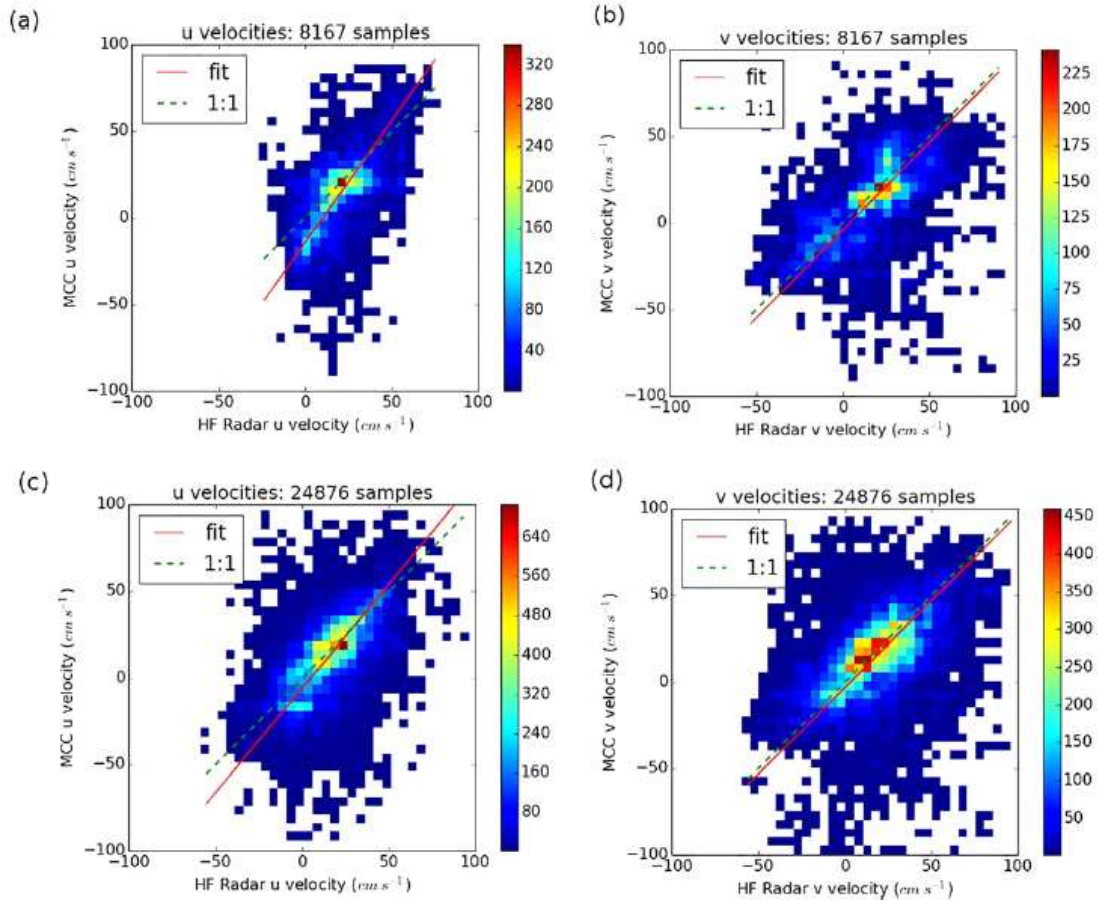 (a)
u velocities: 8167 samples
fit
1:1
100
50
0
−50
−100
MCC u velocity (cm s⁻¹)
−100 −50 0 50 100
HF Radar u velocity (cm s⁻¹)
320
280
240
200
160
120
80
40
(b)
v velocities: 8167 samples
fit
1:1
100
50
0
−50
−100
MCC v velocity (cm s⁻¹)
−100 −50 0 50 100
HF Radar v velocity (cm s⁻¹)
225
200
175
150
125
100
75
50
25
(c)
u velocities: 24876 samples
fit
1:1
100
50
0
−50
−100
MCC u velocity (cm s⁻¹)
−100 −50 0 50 100
HF Radar u velocity (cm s⁻¹)
640
560
480
400
320
240
160
80
(d)
v velocities: 24876 samples
fit
1:1
100
50
0
−50
−100
MCC v velocity (cm s⁻¹)
−100 −50 0 50 100
HF Radar v velocity (cm s⁻¹)
450
400
350
300
250
200
150
100
50